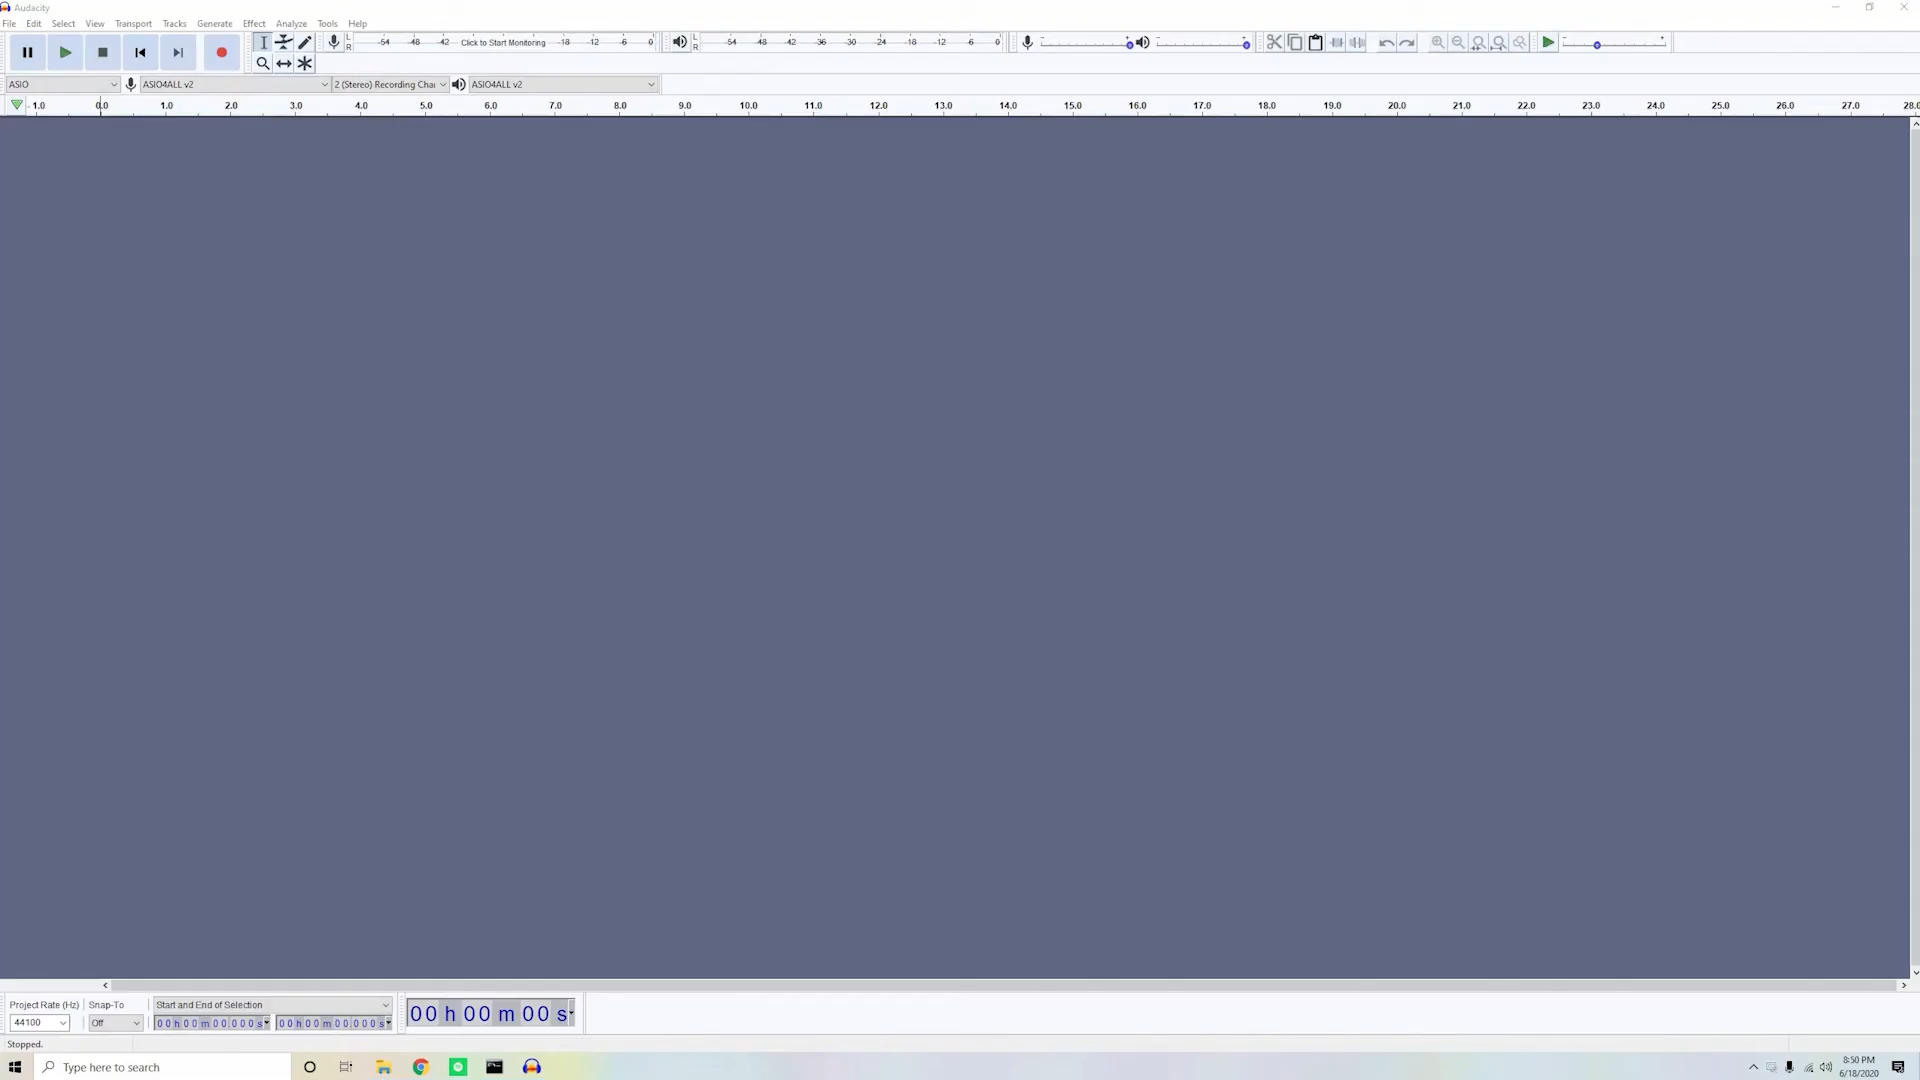 Audacity
File Edit Select View Transport Tracks Generate Effect Analyze Tools Help
L -54 -48 -42 Click to Start Monitoring -18 -12 -6 0 L -54 -48 -42 -36 -30 -24 -18 -12 -6 0
R R
ASIO ASIO4ALL v2 2 (Stereo) Recording Chai ASIO4ALL v2
- 1.0 0.0 1.0 2.0 3.0 4.0 5.0 6.0 7.0 8.0 9.0 10.0 11.0 12.0 13.0 14.0 15.0 16.0 17.0 18.0 19.0 20.0 21.0 22.0 23.0 24.0 25.0 26.0 27.0 28.0
Project Rate (Hz) Snap-To Start and End of Selection
44100 Off 00 h 00 m 00.000 s 00 h 00 m 00.000 s 00 h 00 m 00 s
Stopped.
Type here to search
8:50 PM
6/18/2020